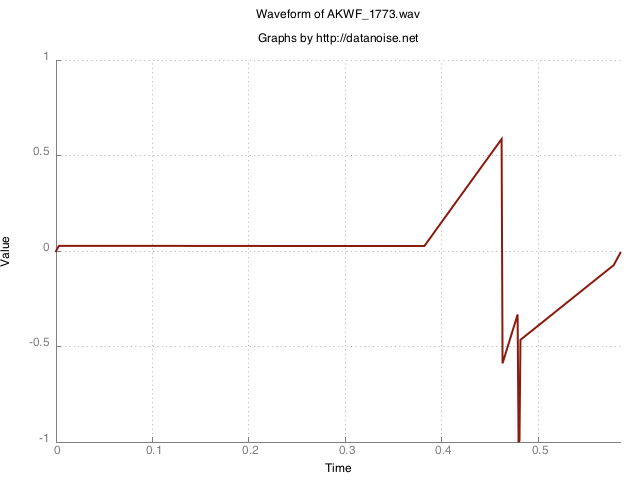 Waveform of AKWF_1773.wav
Graphs by http://datanoise.net
1
0.5
0
-0.5
-1
Value
0 0.1 0.2 0.3 0.4 0.5
Time